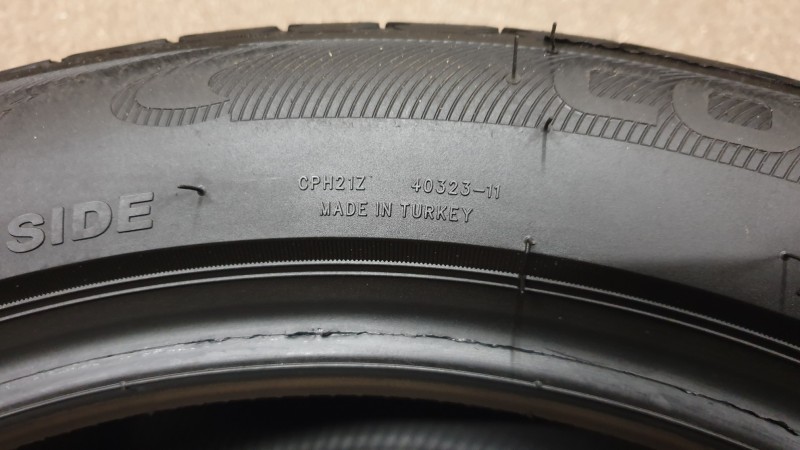 CPH21Z 40323-11
MADE IN TURKEY
SIDE